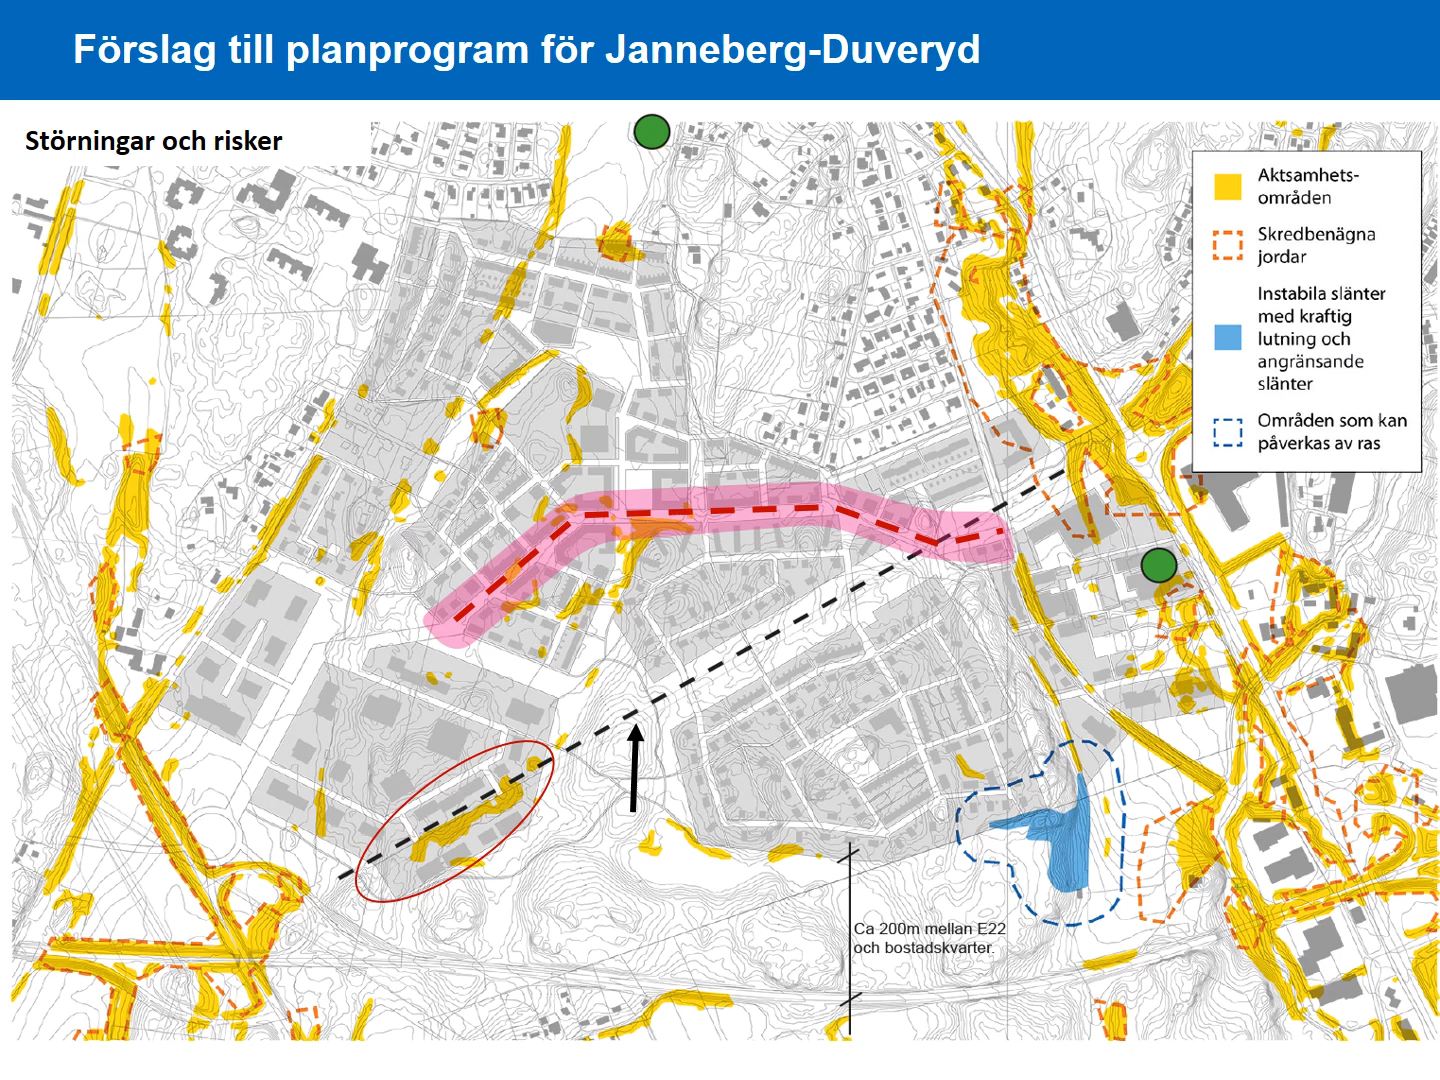 Förslag till planprogram för Janneberg-Duveryd
Störningar och risker
Aktsamhets-
områden
Skredbenägna
jordar
Instabila slänter
med kraftig
lutning och
angränsande
slänter
Områden som kan
påverkas av ras
Ca 200m mellan E22
och bostadskvarter.